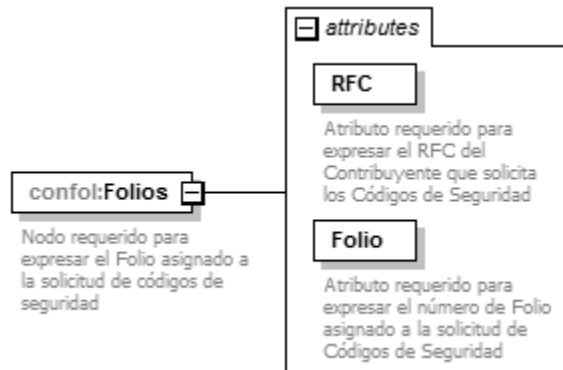 attributes
RFC
Atributo requerido para
expresar el RFC del
Contribuyente que solicita
los Códigos de Seguridad
confol:Folios
Nodo requerido para
expresar el Folio asignado a
la solicitud de códigos de
seguridad
Folio
Atributo requerido para
expresar el número de Folio
asignado a la solicitud de
Códigos de Seguridad